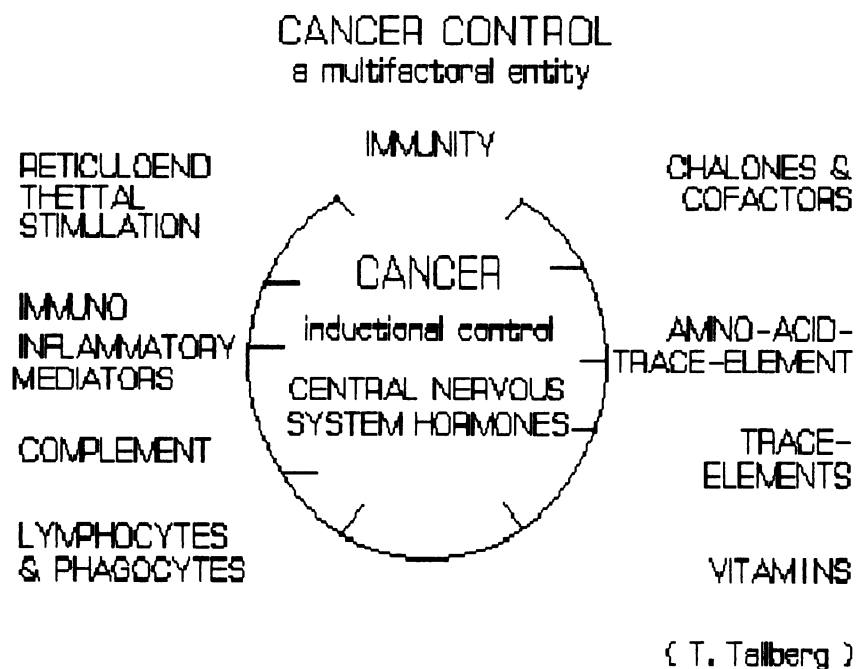 CANCER CONTROL
a multifactoral entity
IMMUNITY
RETICULOEND
THETTAL
STIMULATION
IMMUNO
INFLAMMATORY
MEDIATORS
COMPLEMENT
LYMPHOCYTES
& PHAGOCYTES
CANCER
inductional control
CENTRAL NERVOUS
SYSTEM HORMONES
CHALONES &
COFACTORS
AMINO-ACID-
TRACE-ELEMENT
TRACE-
ELEMENTS
VITAMINS
( T. Tallberg )